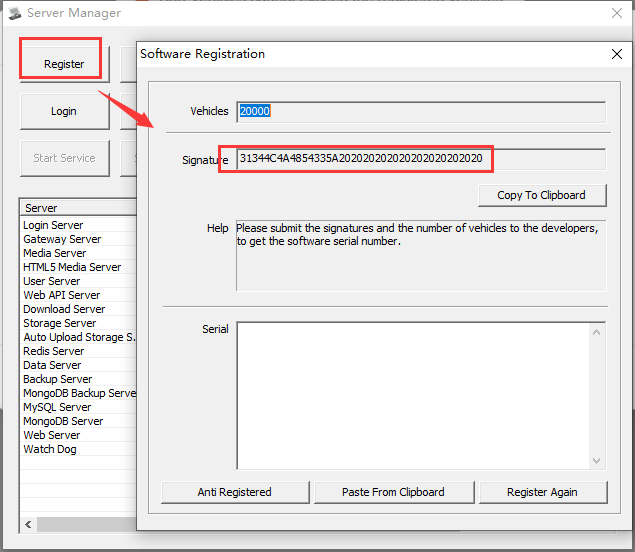 Server Manager
Register
Login
Start Service
Server
Login Server
Gateway Server
Media Server
HTML5 Media Server
User Server
Web API Server
Download Server
Storage Server
Auto Upload Storage S...
Redis Server
Data Server
Backup Server
MongoDB Backup Serve
MySQL Server
MongoDB Server
Web Server
Watch Dog
Software Registration
Vehicles 20000
Signature 31344C4A4854335A2020202020202020202020
Copy To Clipboard
Help Please submit the signatures and the number of vehicles to the developers,
to get the software serial number.
Serial
Anti Registered Paste From Clipboard Register Again